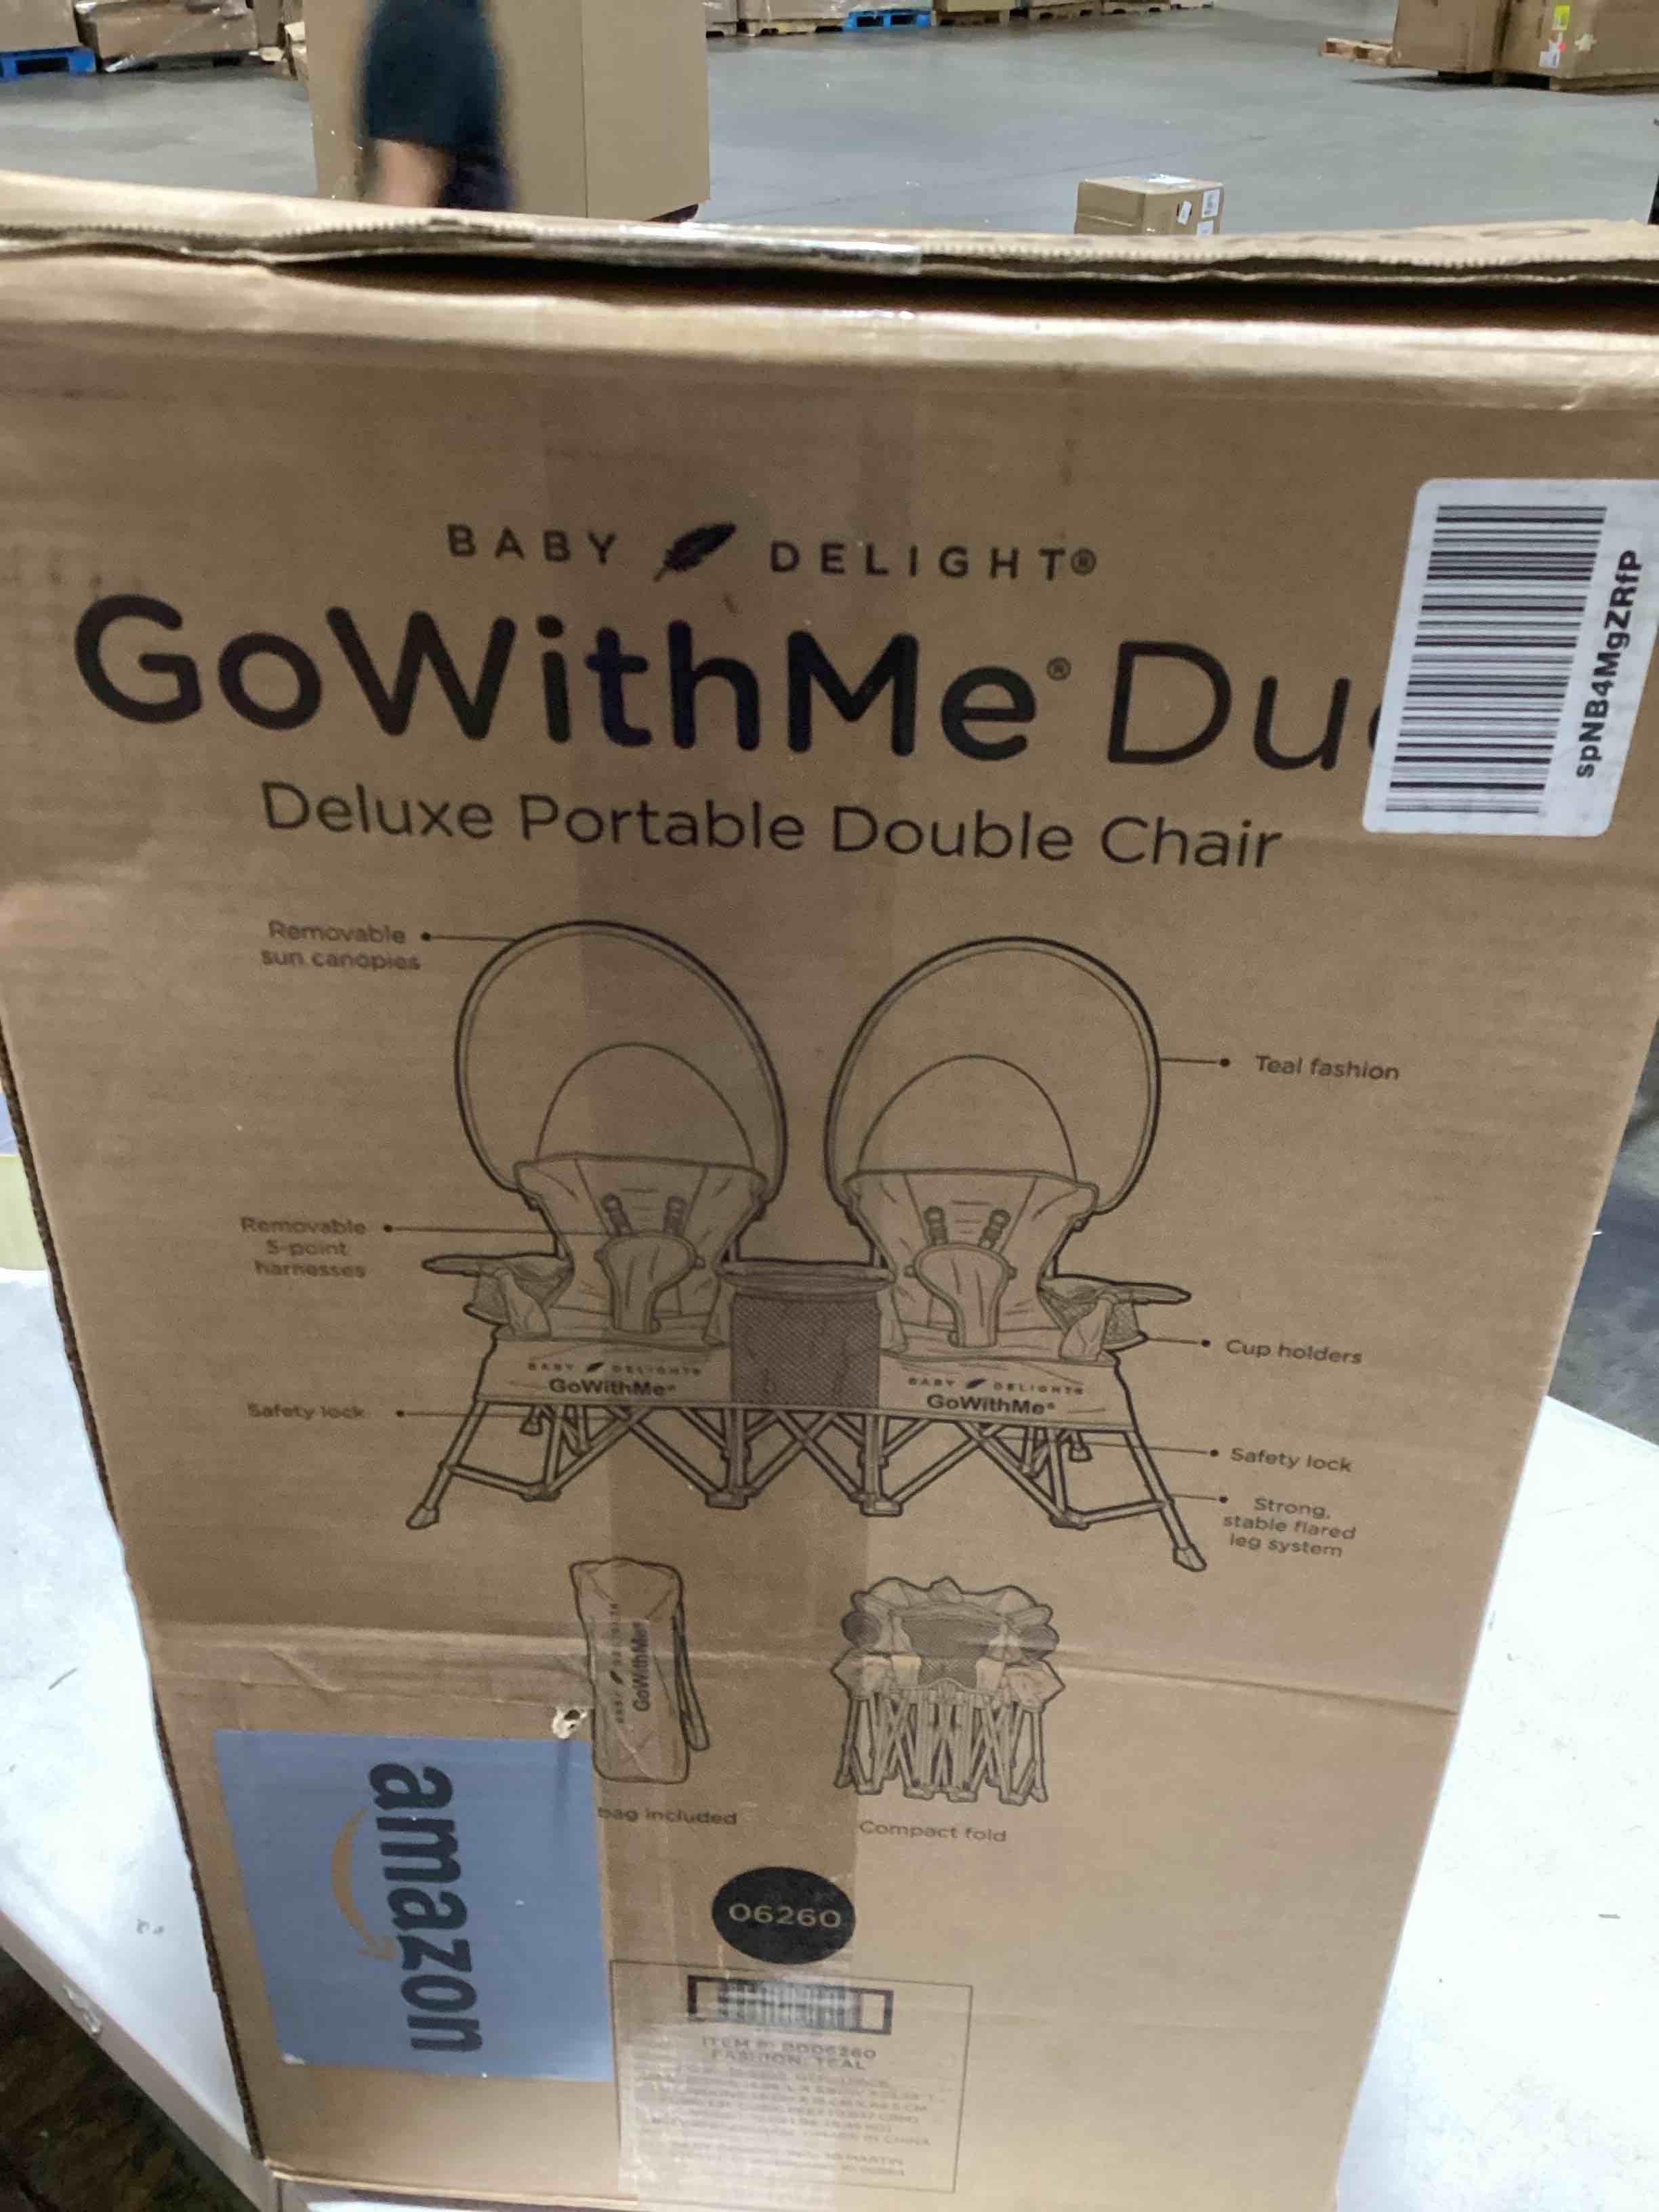 BABY DELIGHT®
GoWithMe® Du
spNB4MgZRfP
Deluxe Portable Double Chair
Removable
sun canopies
Teal fashion
Removable
5-point
harnesses
Cup holders
BABY DELIGHT®
GoWithMe®
BABY DELIGHT®
GoWithMe®
Safety lock
Safety lock
Strong,
stable flared
leg system
BABY DELIGHT®
GoWithMe®
bag included
Compact fold
amazon
06260
ITEM #: BD06260
FASHION: TEAL